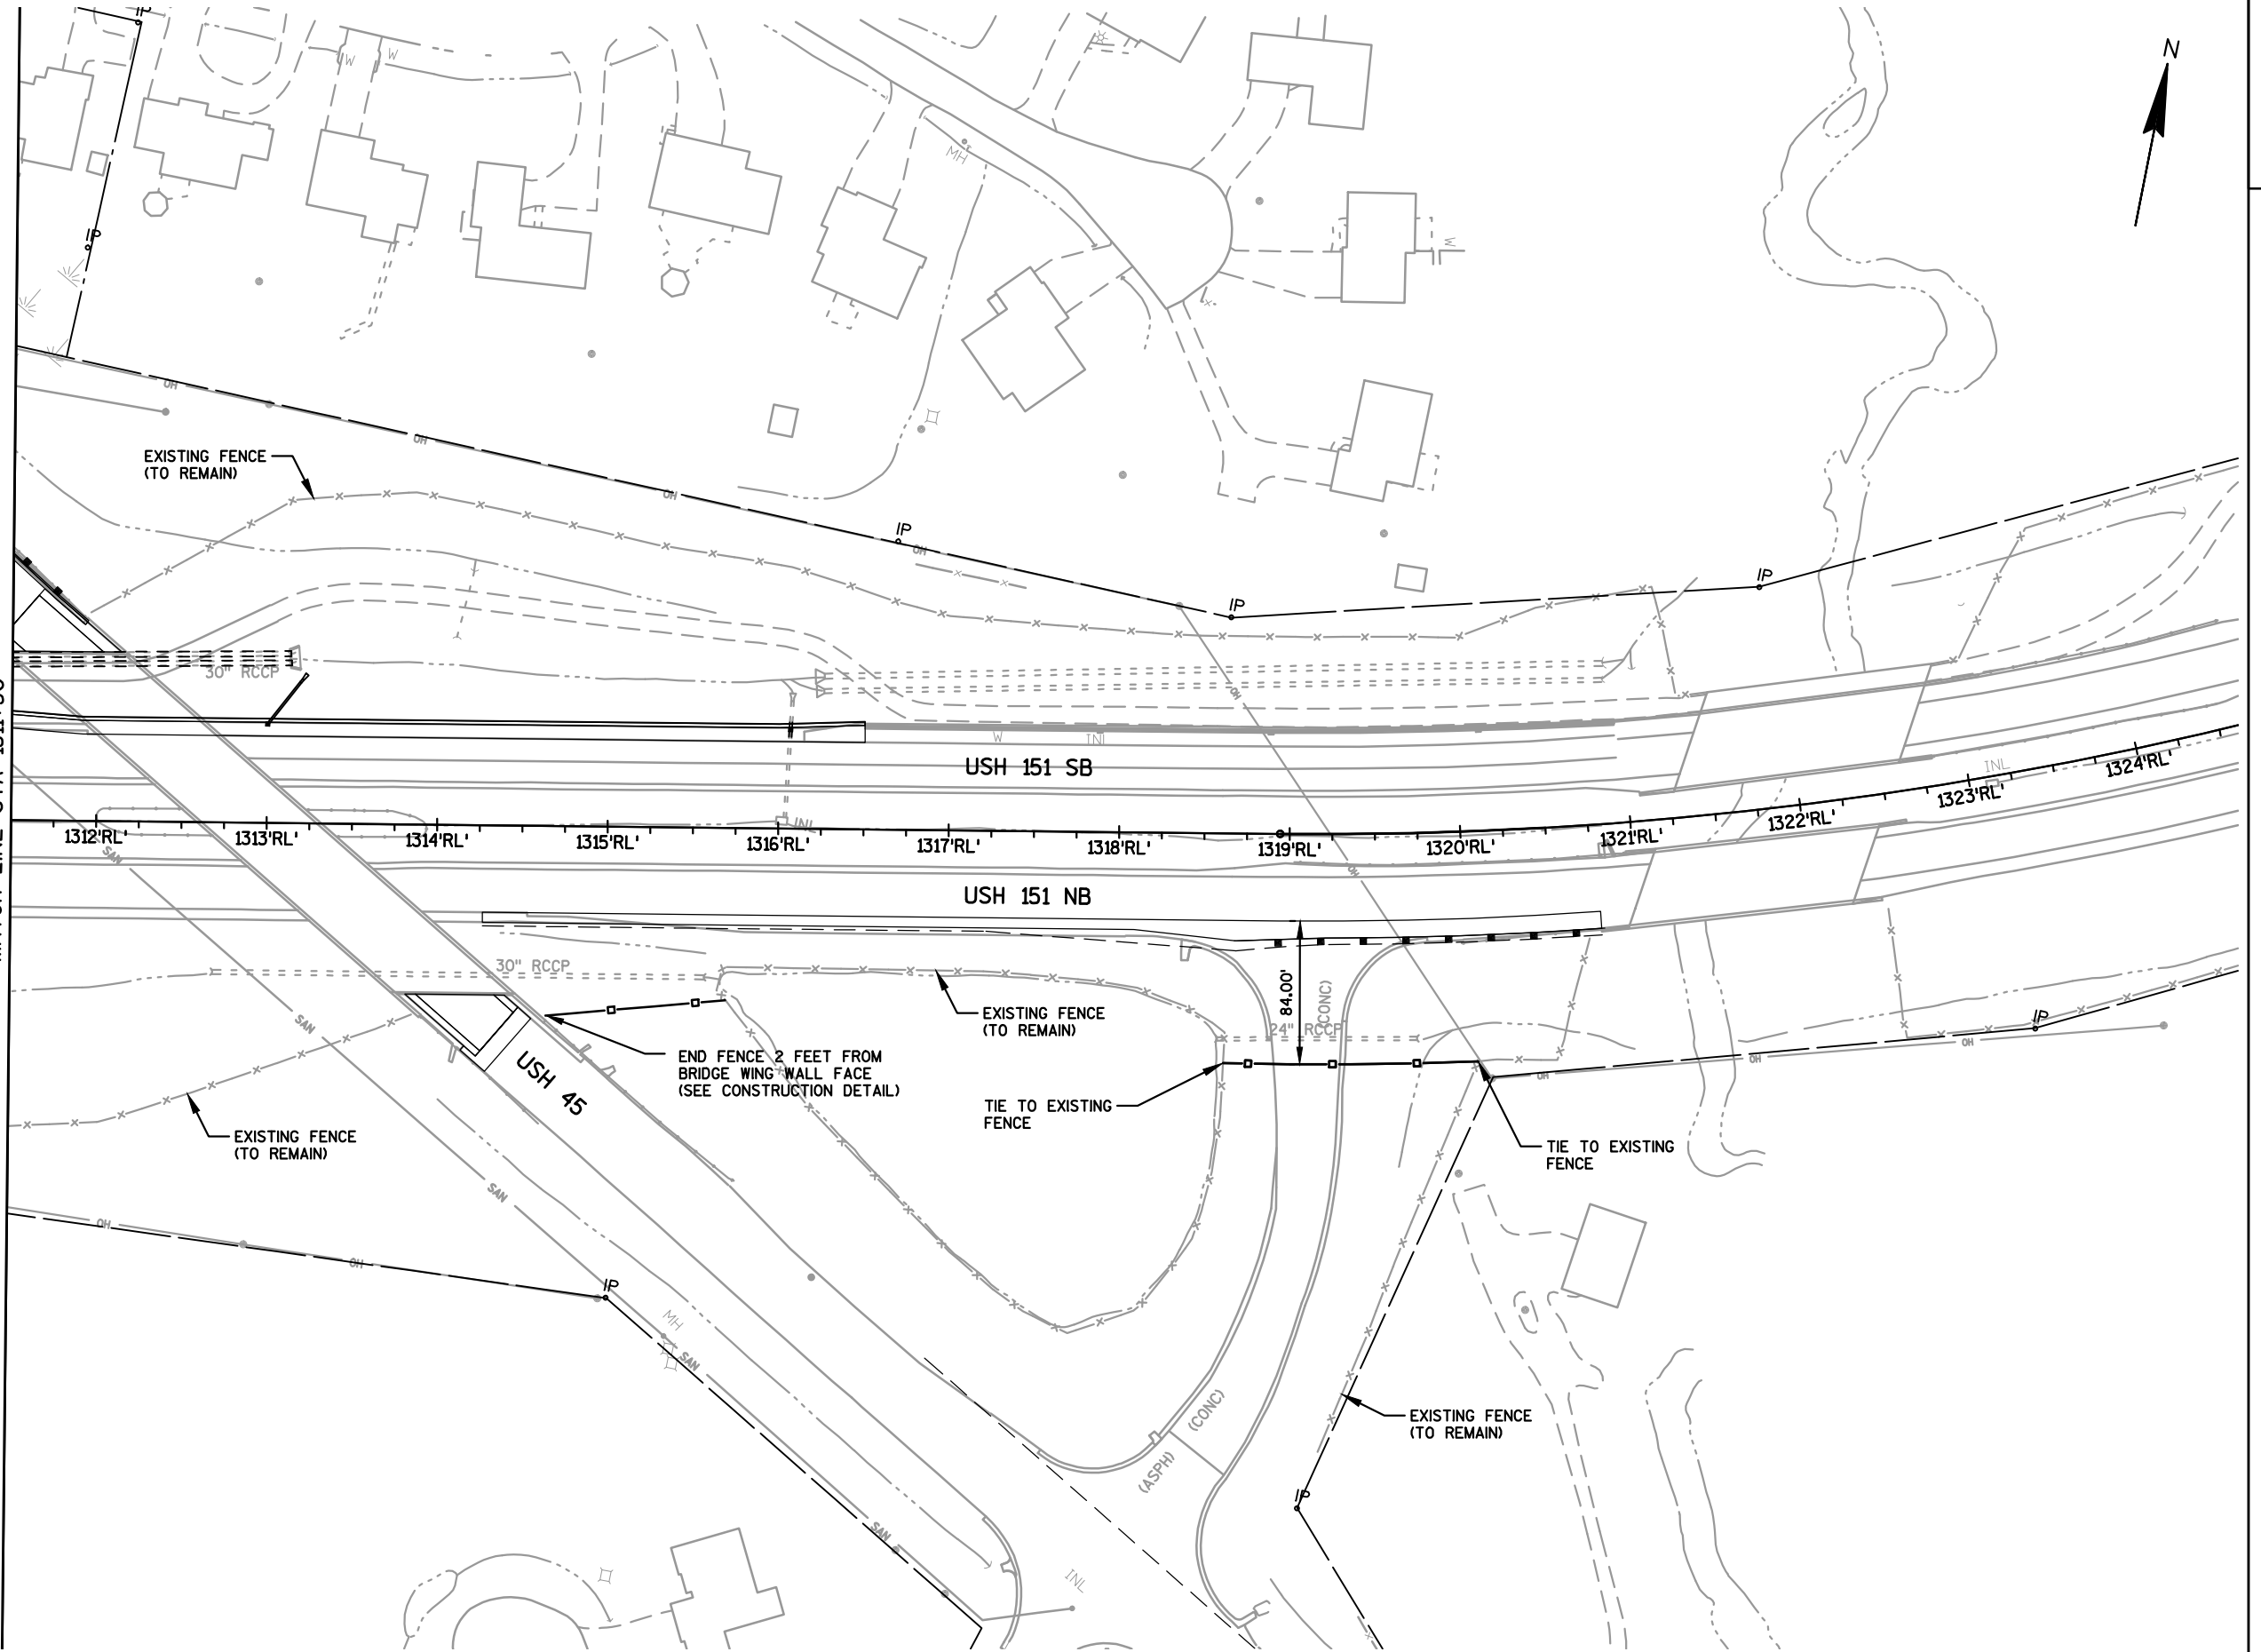 IP
N
W
W
MH
IP
W
OH
OH
EXISTING FENCE
(TO REMAIN)
OH
IP
OH
IP
IP
30" RCCP
OH
W
INL
USH 151 SB
INL
1312'RL'
1313'RL'
1314'RL'
1315'RL'
1316'RL'
1317'RL'
1318'RL'
1319'RL'
1320'RL'
1321'RL'
1322'RL'
1323'RL'
1324'RL'
INL
SAN
OH
USH 151 NB
30" RCCP
84.00'
(CONC)
24" RCCP
EXISTING FENCE
(TO REMAIN)
SAN
IP
OH
OH
OH
END FENCE 2 FEET FROM
BRIDGE WING WALL FACE
(SEE CONSTRUCTION DETAIL)
USH 45
TIE TO EXISTING
FENCE
EXISTING FENCE
(TO REMAIN)
TIE TO EXISTING
FENCE
SAN
OH
OH
IP
MH
SAN
(CONC)
(ASPH)
EXISTING FENCE
(TO REMAIN)
IP
SAN
INL